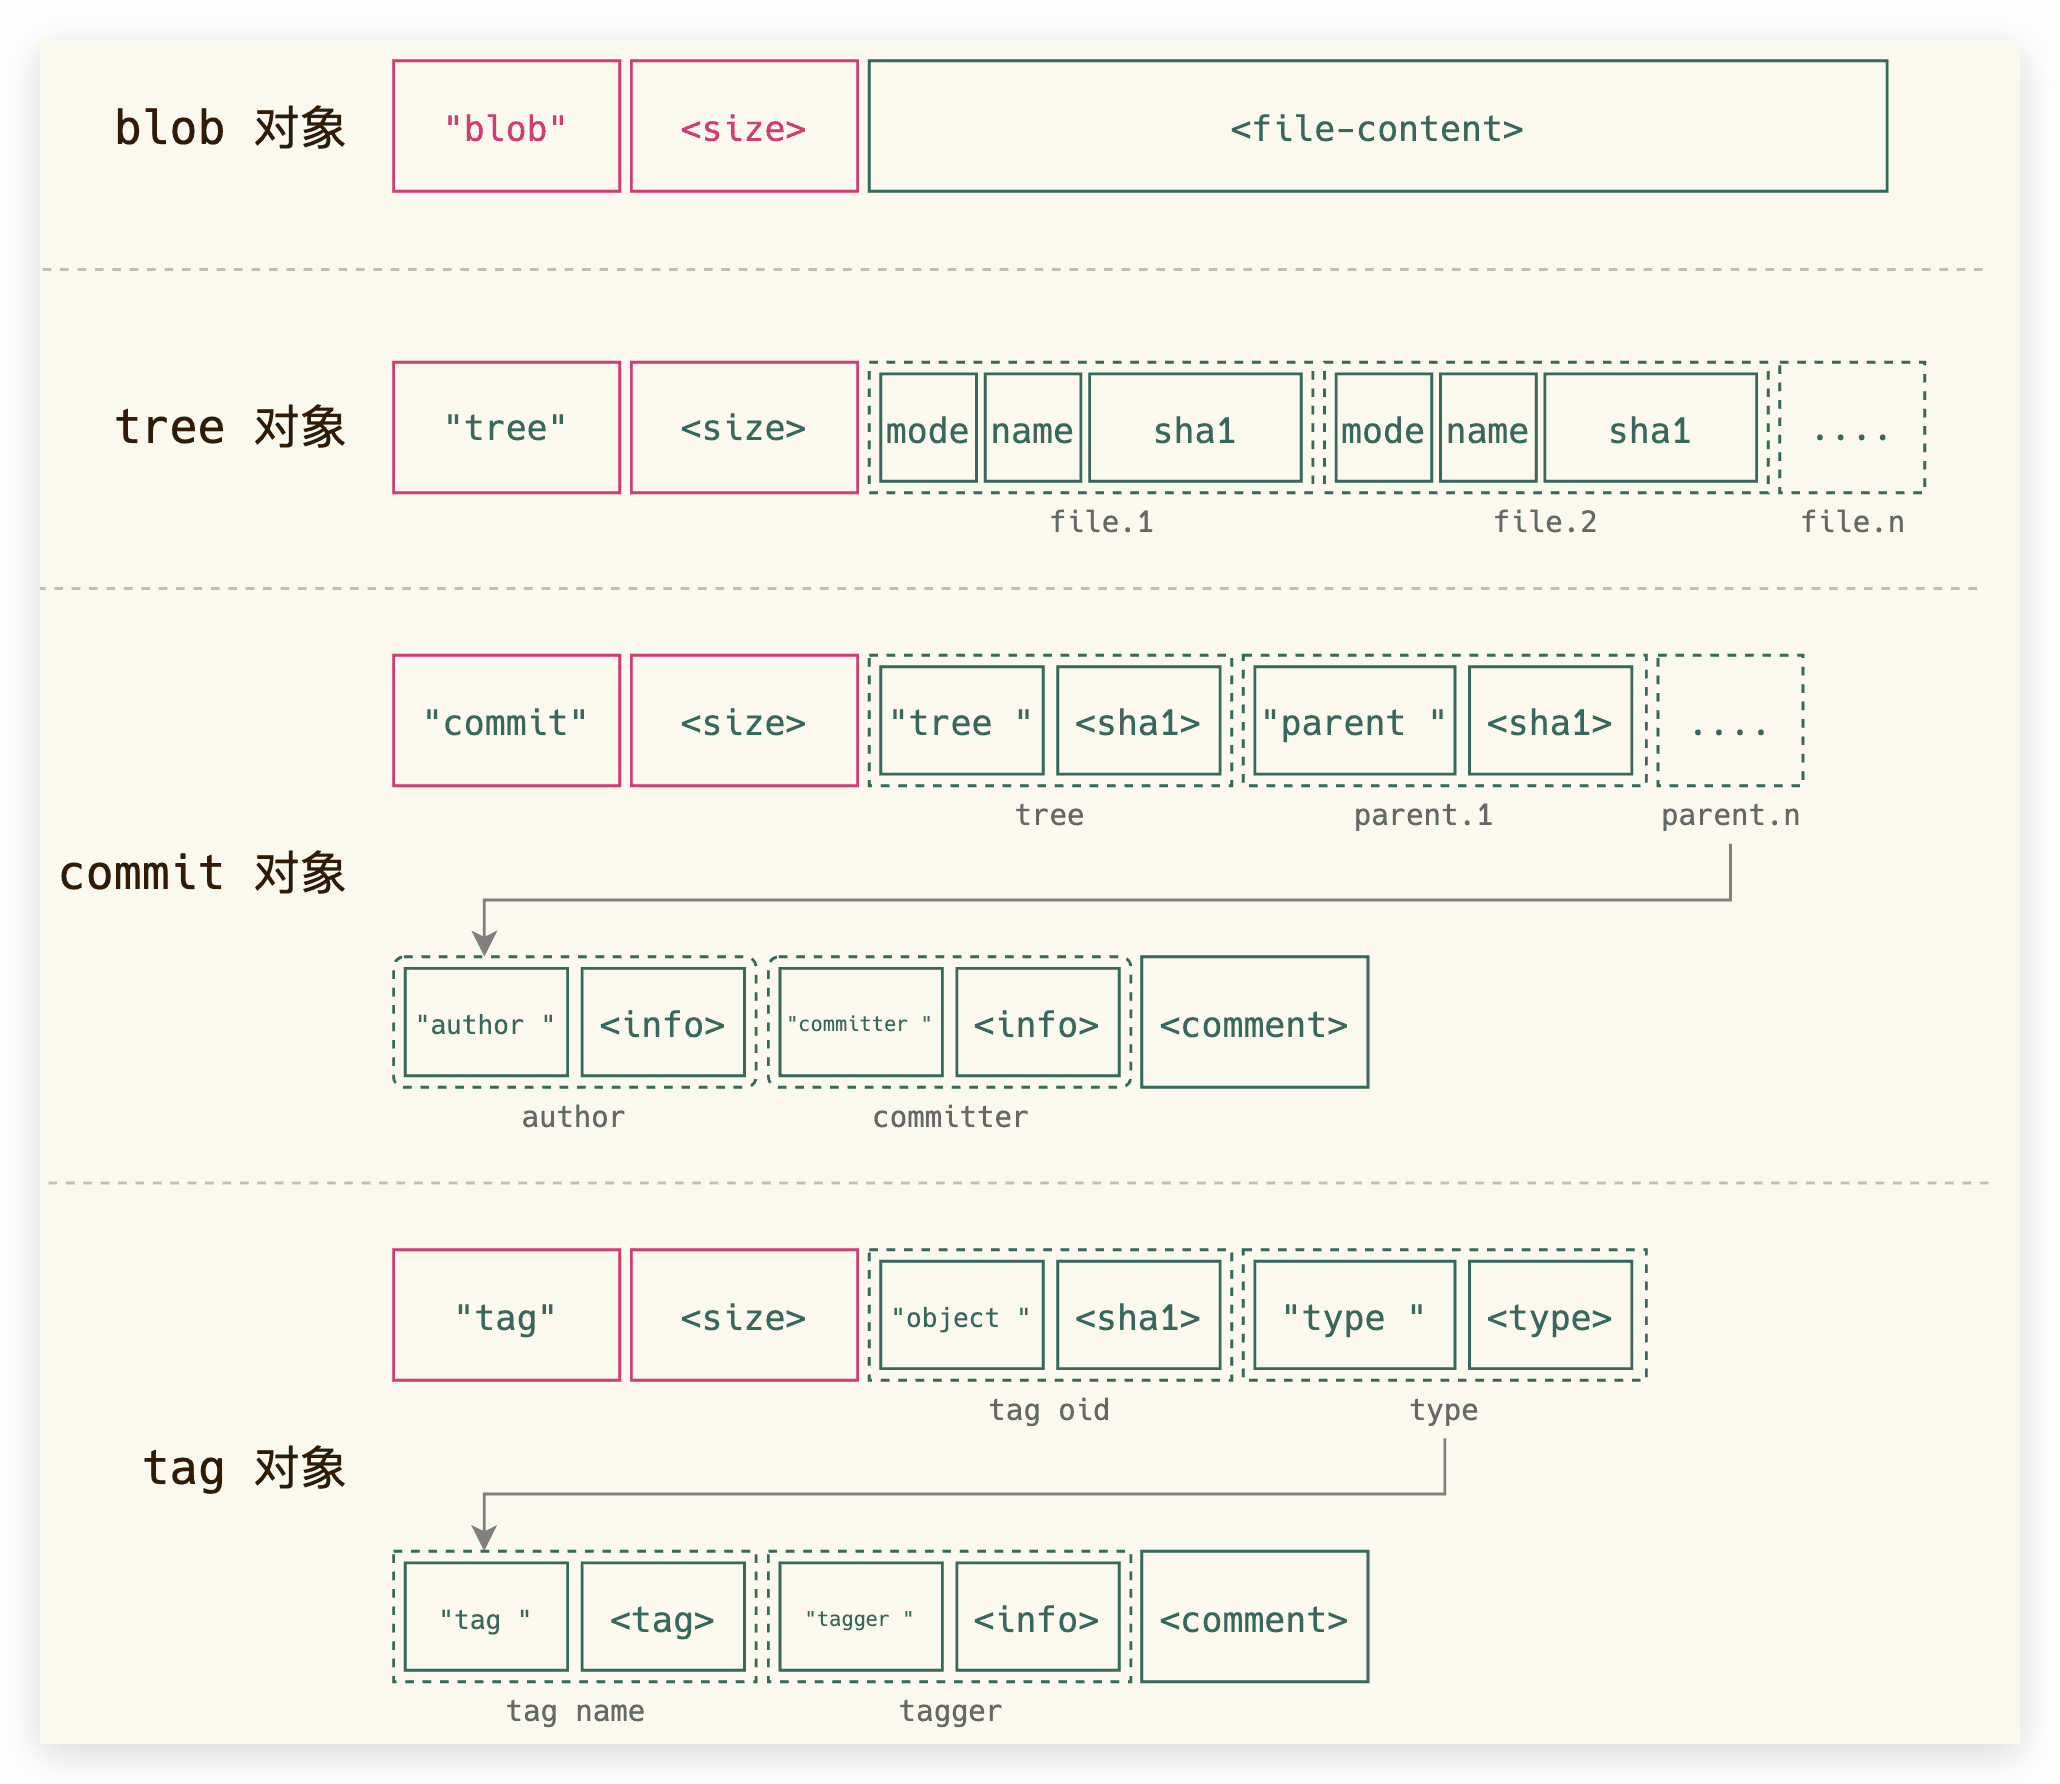 blob 对象 "blob" <size> <file-content>
tree 对象 "tree" <size> mode name sha1 mode name sha1 ....
file.1 file.2 file.n
"commit" <size> "tree " <sha1> "parent " <sha1> ....
tree parent.1 parent.n
commit 对象
"author " <info> "committer " <info> <comment>
author committer
"tag" <size> "object " <sha1> "type " <type>
tag oid type
tag 对象
"tag " <tag> "tagger " <info> <comment>
tag name tagger